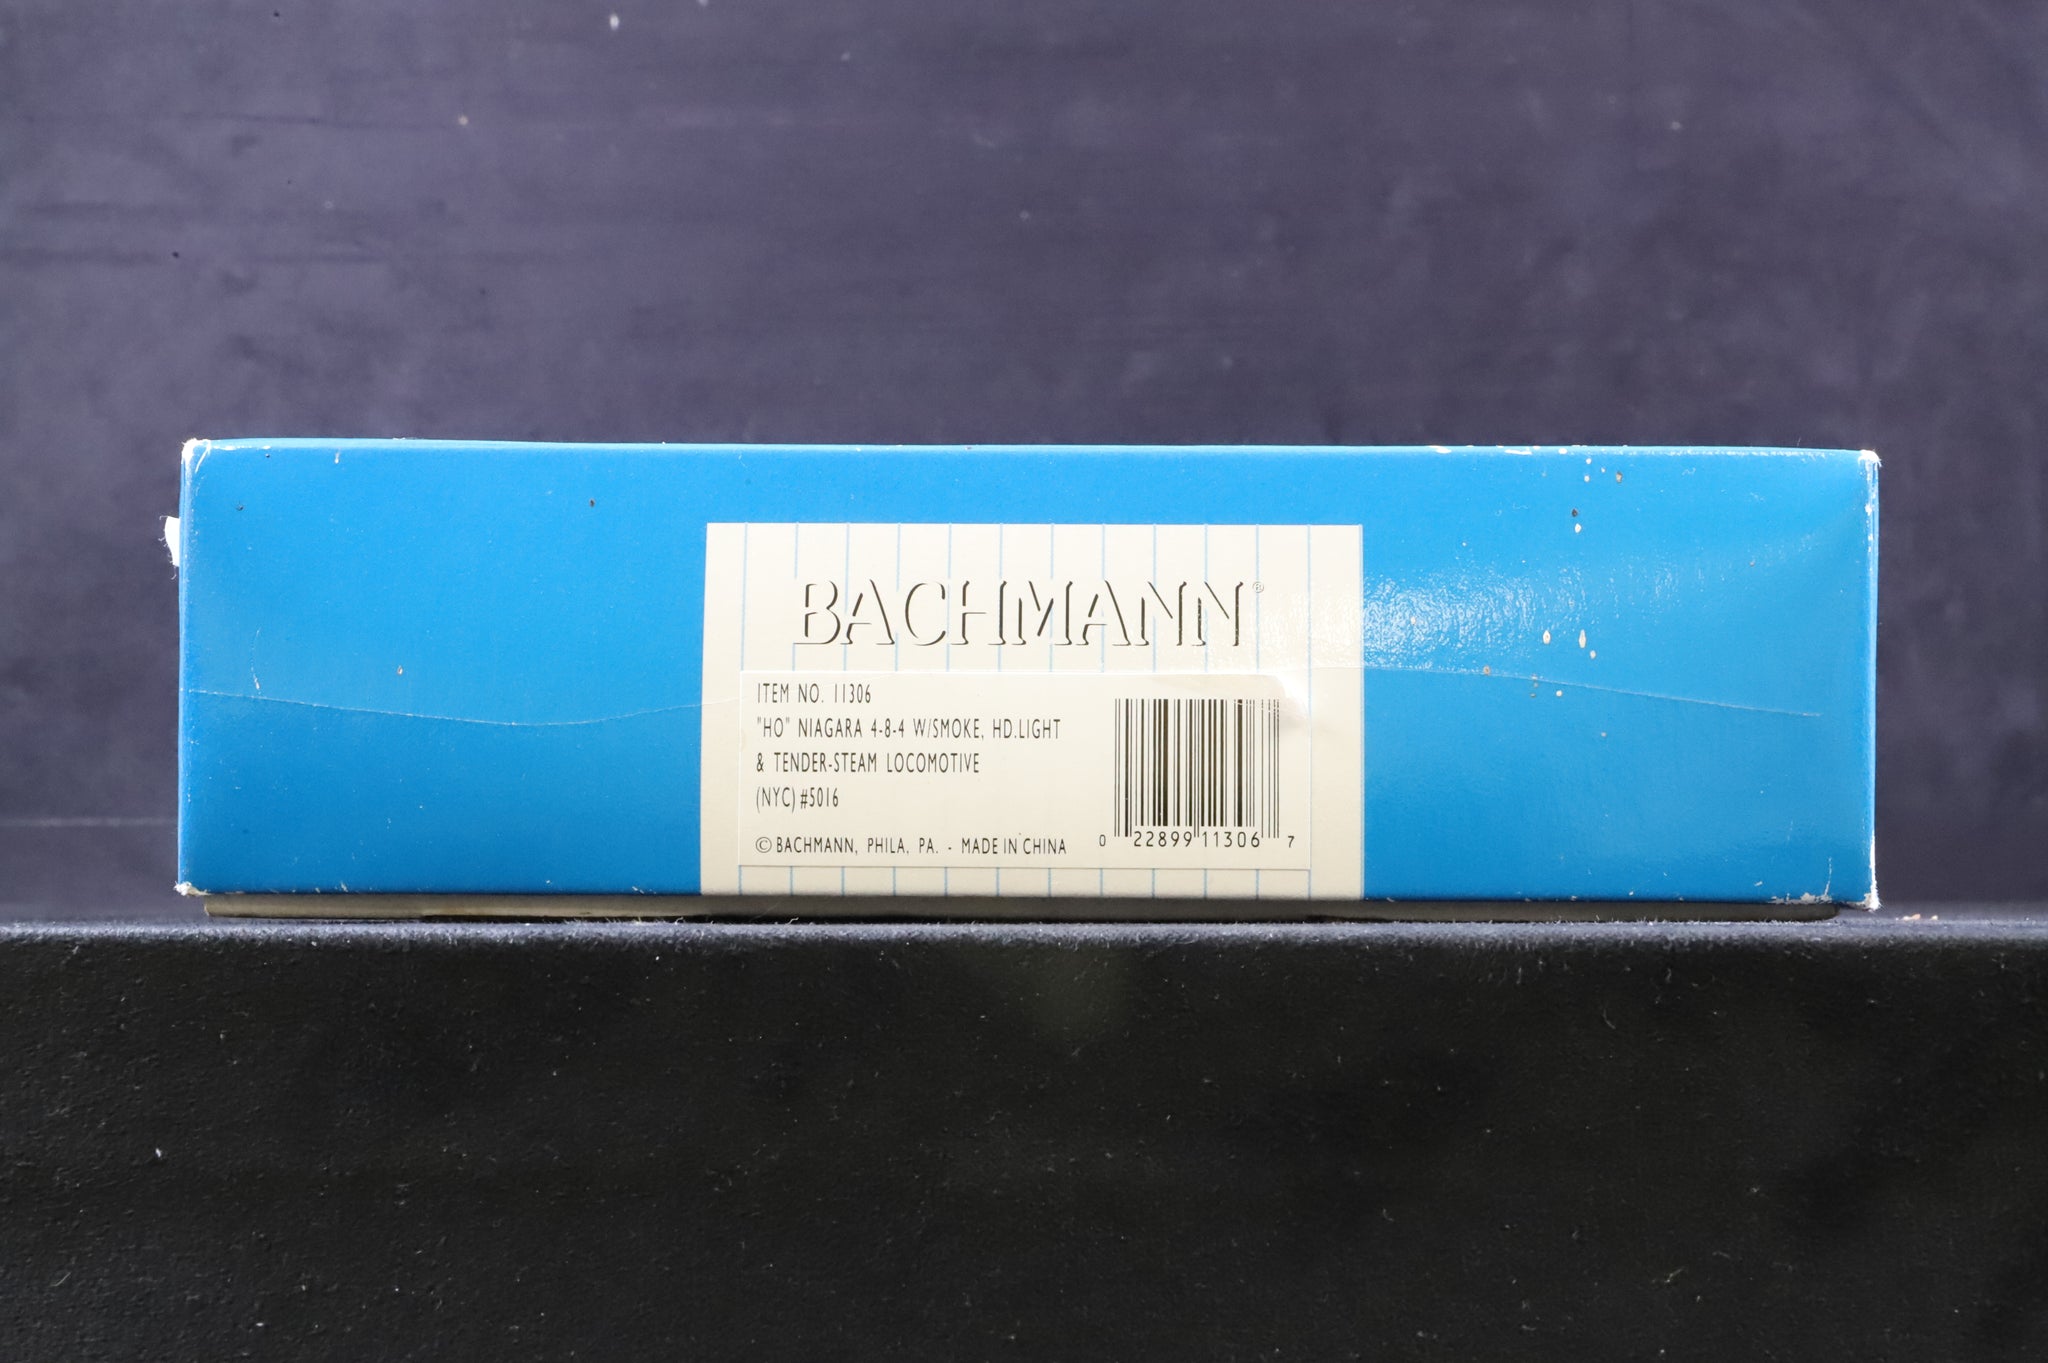 BACHMANN®
ITEM NO. 11306
"HO" NIAGARA 4-8-4 W/SMOKE, HD.LIGHT
& TENDER-STEAM LOCOMOTIVE
(NYC) #5016
© BACHMANN, PHILA, PA. - MADE IN CHINA
0 22899 11306 7